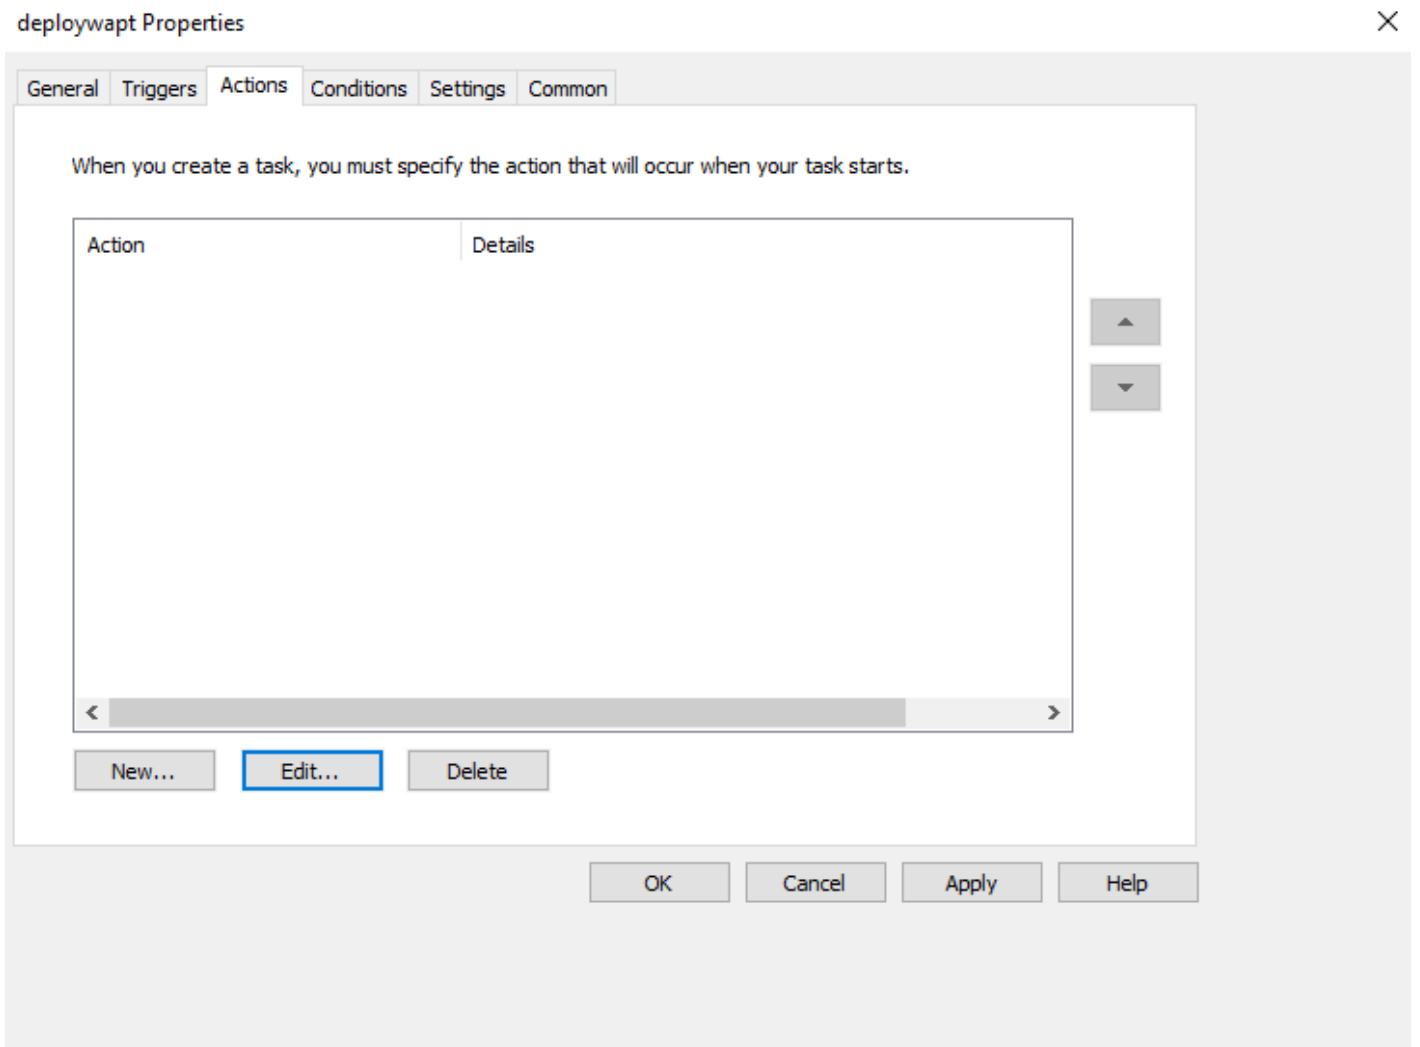 deploywapt Properties
General Triggers Actions Conditions Settings Common
When you create a task, you must specify the action that will occur when your task starts.
Action Details
New... Edit... Delete
OK Cancel Apply Help